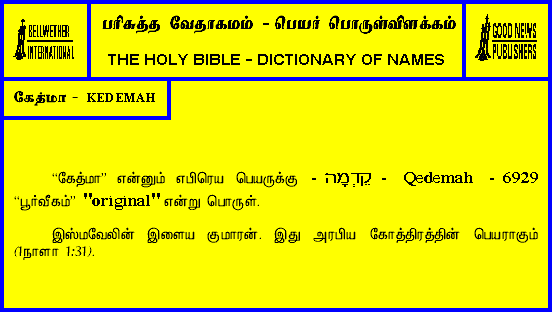 BELLWETHER
INTERNATIONAL
பரிசுத்த வேதாகமம் - பெயர் பொருள்விளக்கம்
THE HOLY BIBLE - DICTIONARY OF NAMES
GOOD NEWS
PUBLISHERS
கேத்மா - KEDEMAH
“கேத்மா” என்னும் எபிரெய பெயருக்கு - קֵדְמָה - Qedemah - 6929
“பூர்வீகம்” "original" என்று பொருள்.
இஸ்மவேலின் இளைய குமாரன். இது அரபிய கோத்திரத்தின் பெயராகும்
(1நாளா 1:31).